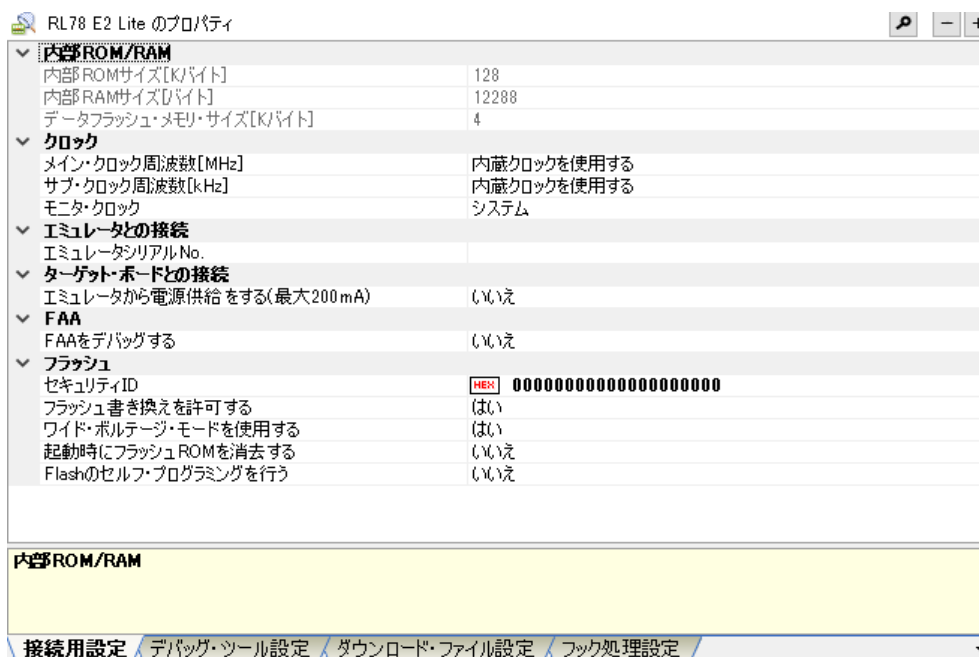 RL78 E2 Lite のプロパティ
内部ROM/RAM
内部ROMサイズ[Kバイト] 128
内部RAMサイズ[バイト] 12288
データフラッシュ・メモリ・サイズ[Kバイト] 4
クロック
メイン・クロック周波数[MHz] 内蔵クロックを使用する
サブ・クロック周波数[kHz] 内蔵クロックを使用する
モニタ・クロック システム
エミュレータとの接続
エミュレータシリアルNo.
ターゲット・ボードとの接続
エミュレータから電源供給をする(最大200mA) いいえ
FAA
FAAをデバッグする いいえ
フラッシュ
セキュリティID HEX 00000000000000000000
フラッシュ書き換えを許可する はい
ワイド・ボルテージ・モードを使用する はい
起動時にフラッシュROMを消去する いいえ
Flashのセルフ・プログラミングを行う いいえ
内部ROM/RAM
接続用設定 デバッグ・ツール設定 ダウンロード・ファイル設定 フック処理設定